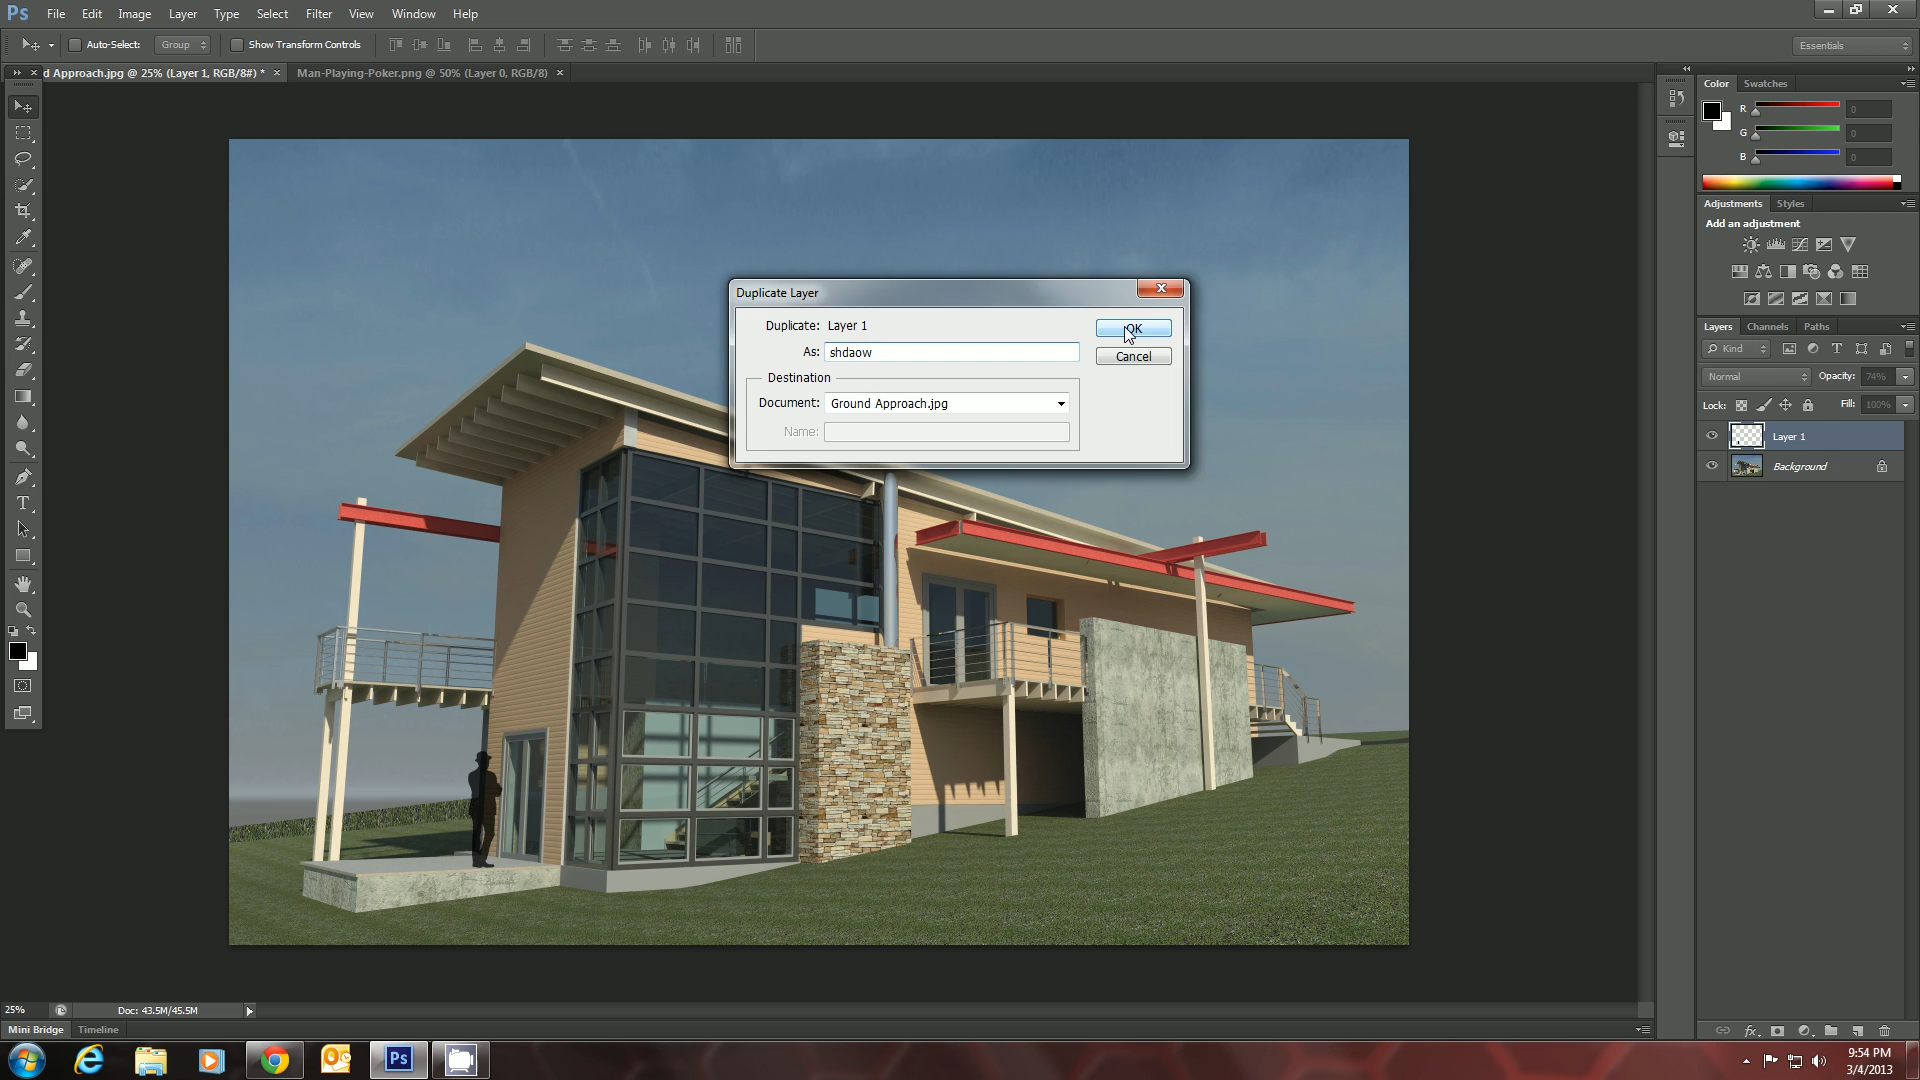 Ps File Edit Image Layer Type Select Filter View Window Help
Auto-Select: Group Show Transform Controls Essentials
d Approach.jpg @ 25% (Layer 1, RGB/8#) * × Man-Playing-Poker.png @ 50% (Layer 0, RGB/8) ×
Color Swatches
R 0
G 0
B 0
Adjustments Styles
Add an adjustment
Duplicate Layer
Duplicate: Layer 1 OK
As: shdaow Cancel
Destination
Document: Ground Approach.jpg
Name:
Layers Channels Paths
Kind
Normal Opacity: 74%
Lock: Fill: 100%
Layer 1
Background
25% Doc: 43.5M/45.5M
Mini Bridge Timeline
Ps
9:54 PM
3/4/2013